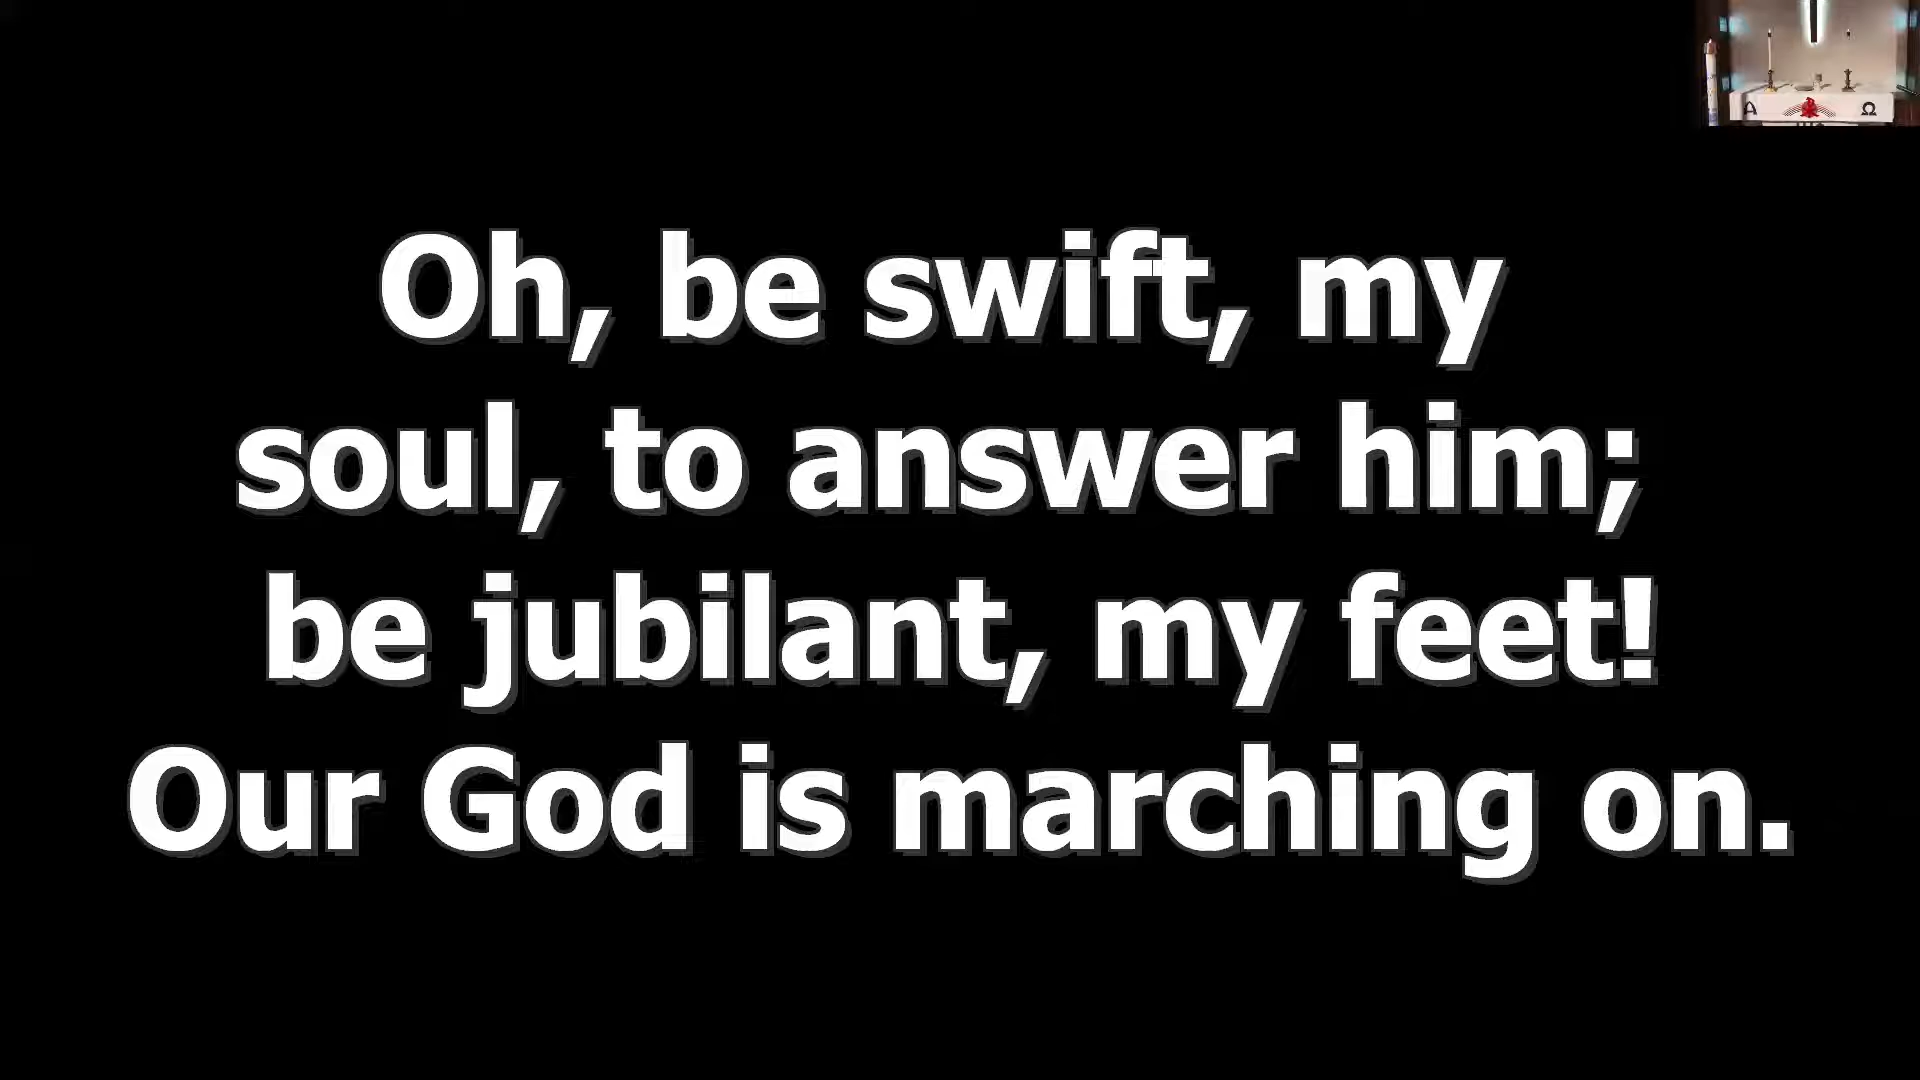 Oh, be swift, my
soul, to answer him;
be jubilant, my feet!
Our God is marching on.
Α
Ω